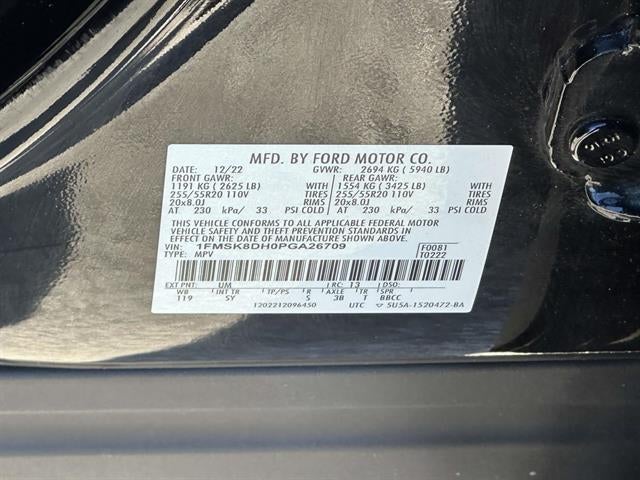 MFD. BY FORD MOTOR CO.
DATE: 12/22 GVWR: 2694 KG ( 5940 LB)
FRONT GAWR: REAR GAWR:
1191 KG ( 2625 LB) WITH 1554 KG ( 3425 LB) WITH
255/55R20 110V TIRES 255/55R20 110V TIRES
20x8.0J RIMS 20x8.0J RIMS
AT 230 kPa/ 33 PSI COLD AT 230 kPa/ 33 PSI COLD
THIS VEHICLE CONFORMS TO ALL APPLICABLE FEDERAL MOTOR
VEHICLE SAFETY AND THEFT PREVENTION STANDARDS IN
EFFECT ON THE DATE OF MANUFACTURE SHOWN ABOVE.
VIN: 1FMSK8DH0PGA26709 F0081
TYPE: MPV T0222
EXT PNT: UM RC: 13 DSO:
WB INT TR TP/PS R AXLE TR SPR
119 SY S 3B T BBCC
1202212096450 UTC 5U5A-1520472-BA